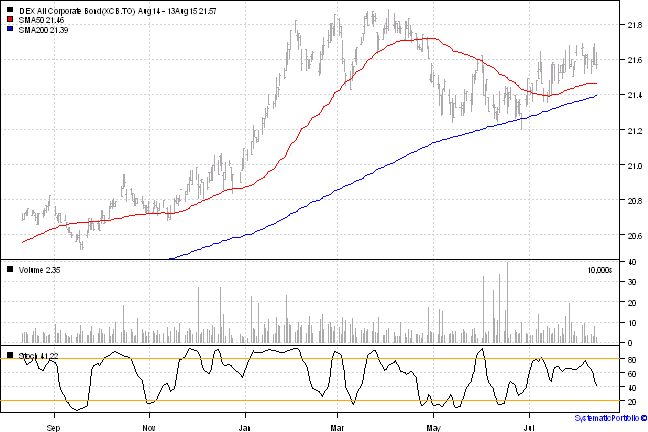 DEX All Corporate Bond(XCB.TO) Aug14 - 13Aug15 21.57
SMA50 21.46
SMA200 21.39
21.8
21.6
21.4
21.2
21.0
20.8
20.6
Volume 2.35
10,000s
40
30
20
10
0
Stoch 41.22
80
60
40
20
Sep
Nov
Jan
Mar
May
Jul
SystematicPortfolio ©